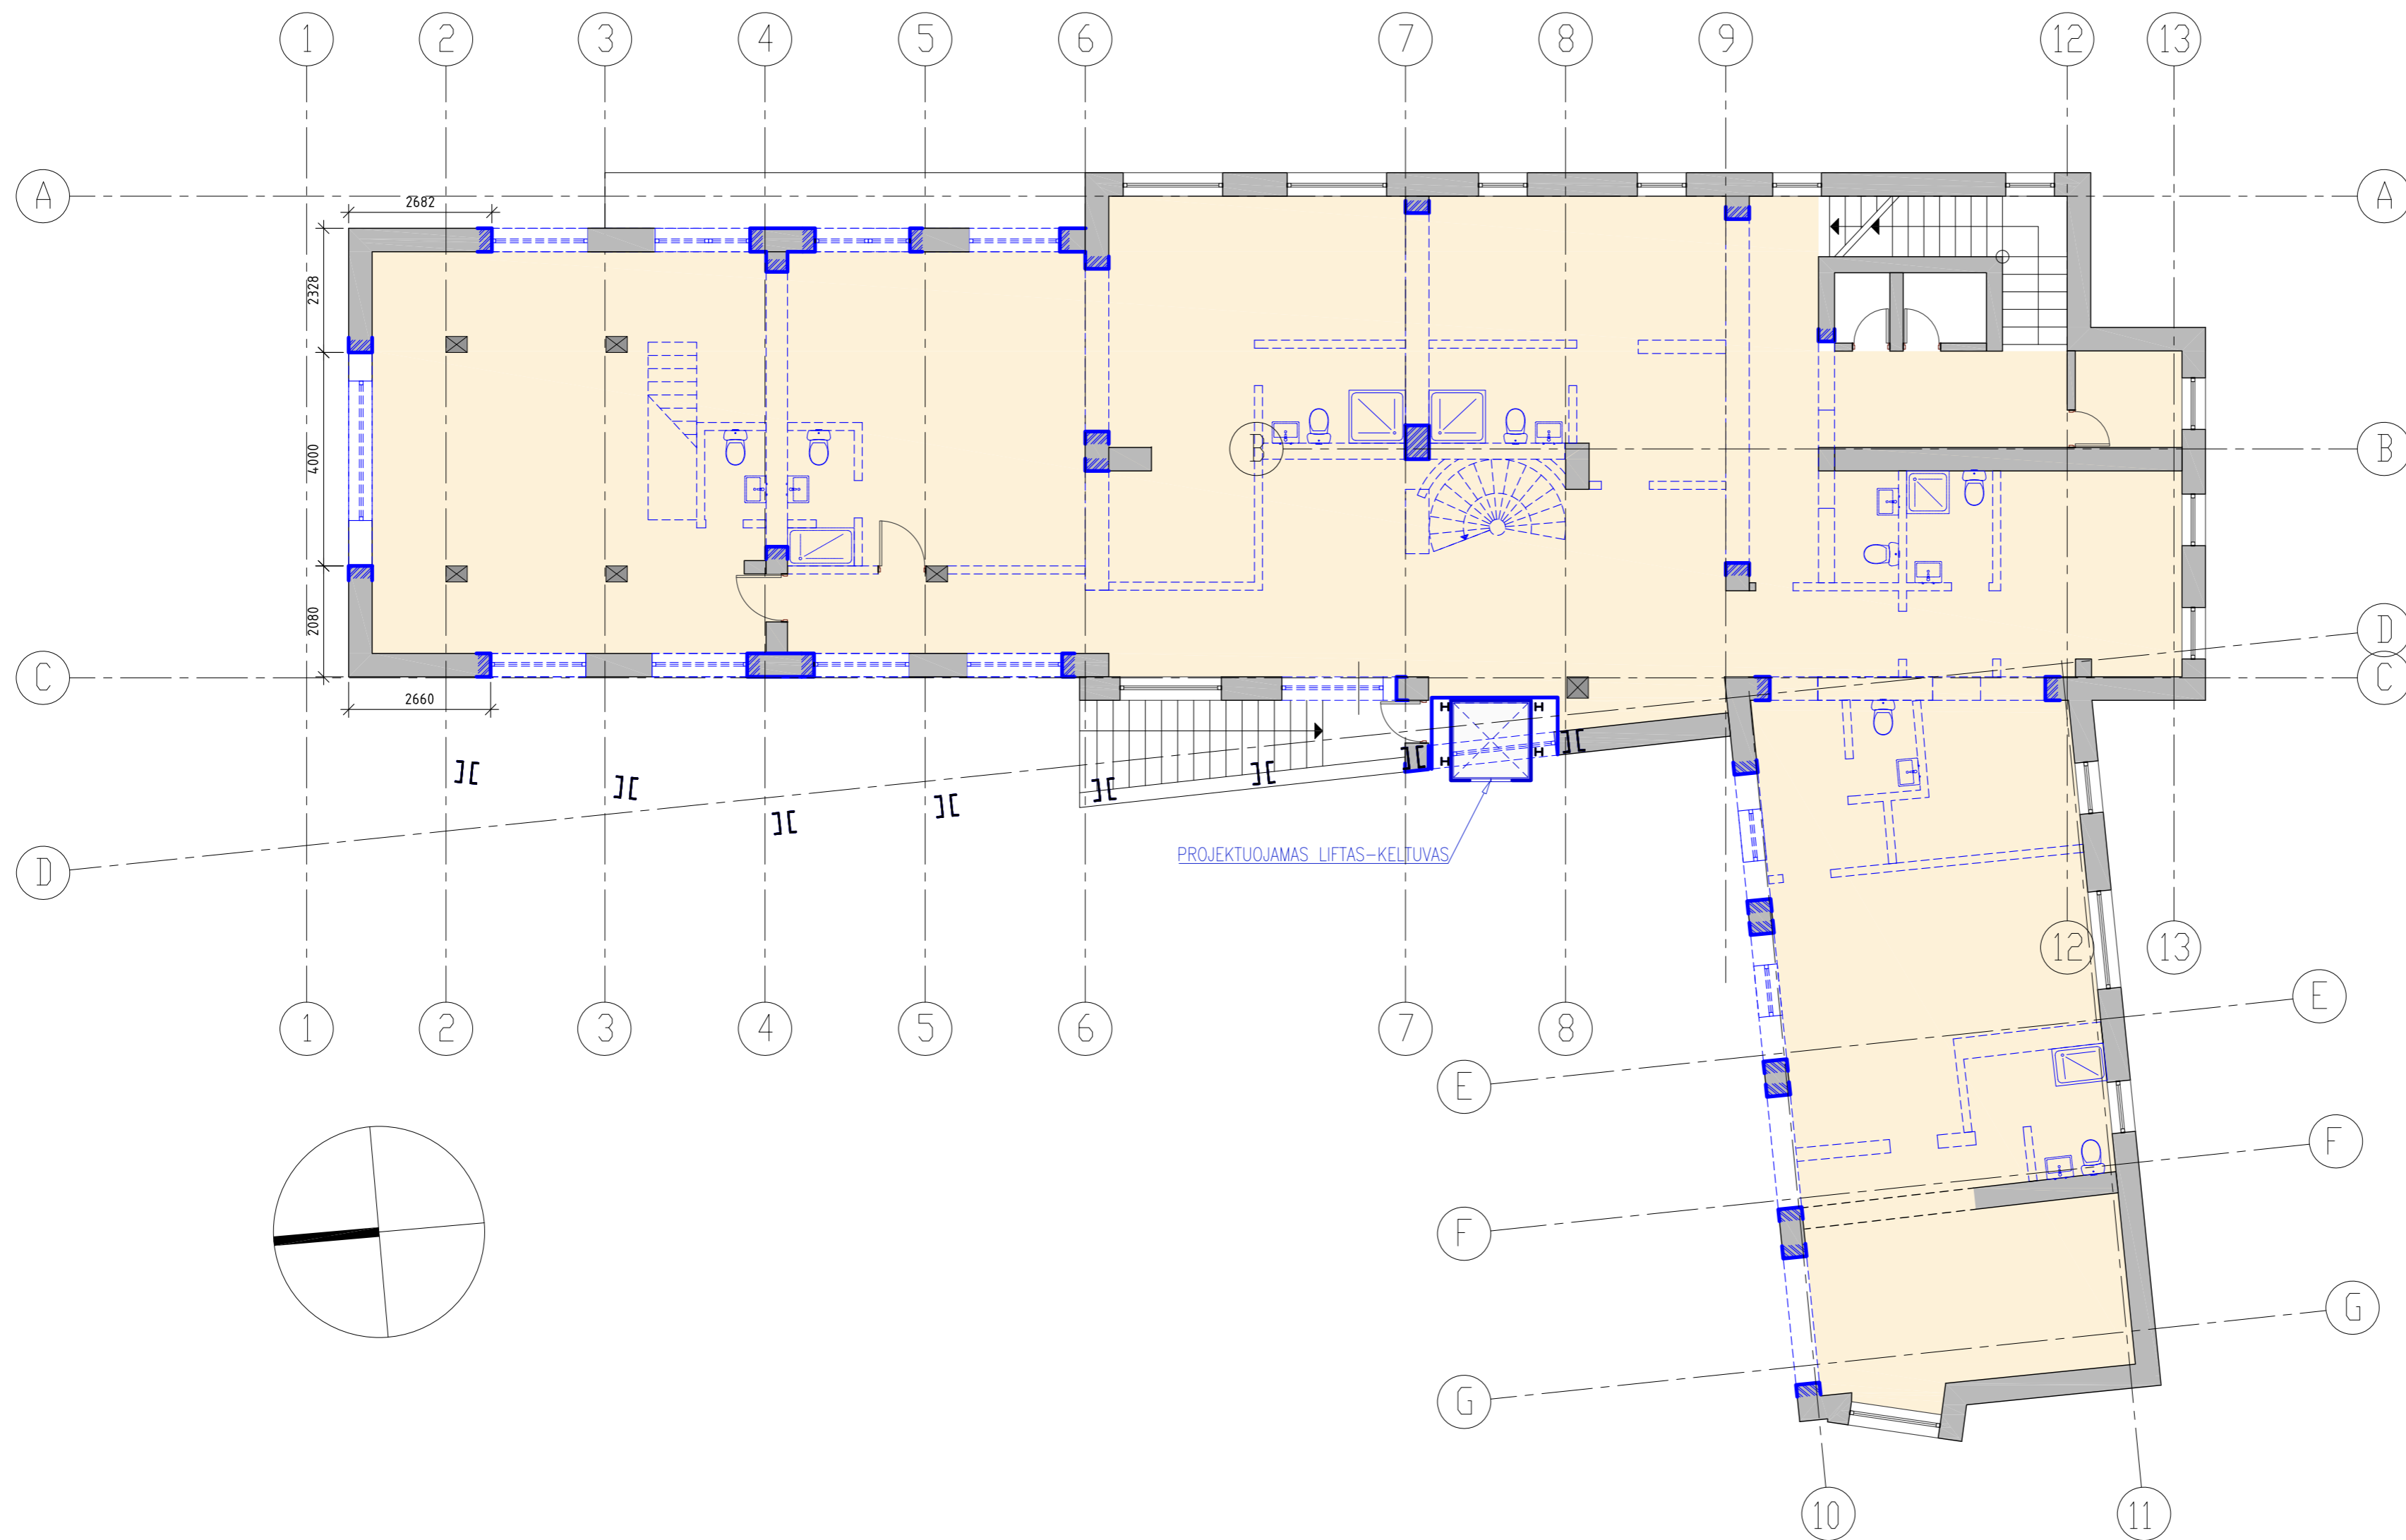 1 2 3 4 5 6 7 8 9 12 13
A A
2682
2328
4000
B B
2080
D
C C
2660
PROJEKTUOJAMAS LIFTAS-KELTUVAS
D
12 13
E
1 2 3 4 5 6 7 8
E
F
F
G
G
10 11